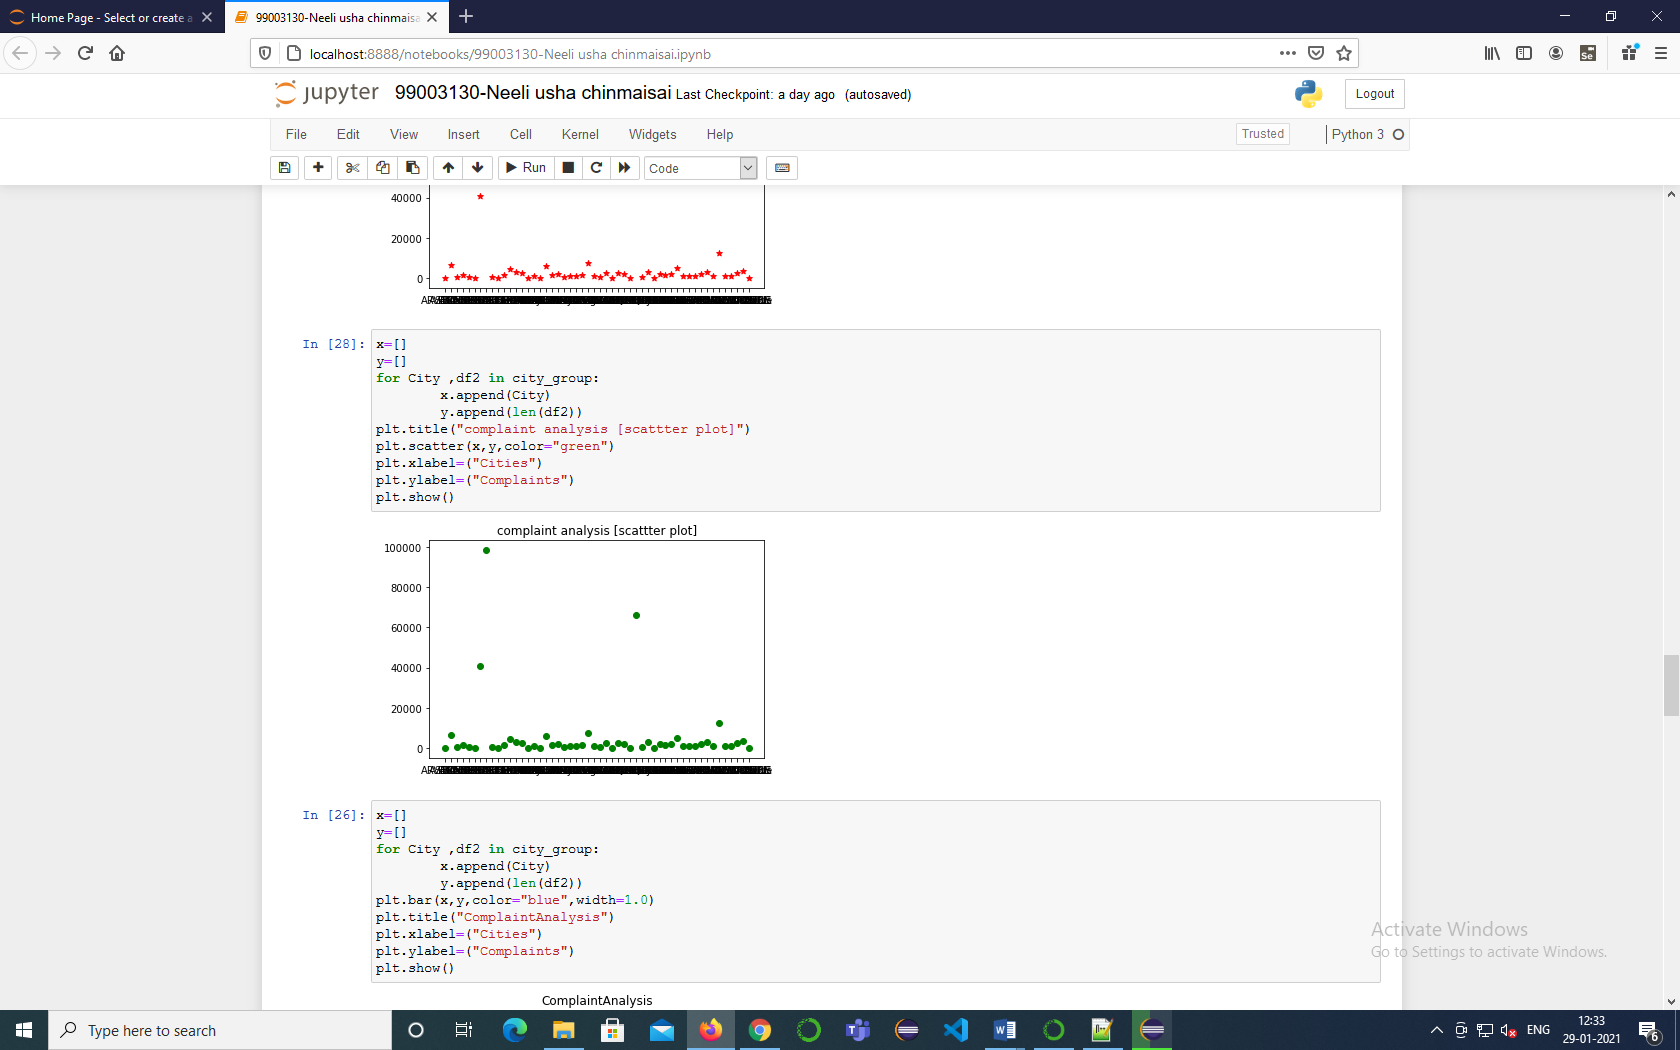 Home Page - Select or create a
99003130-Neeli usha chinmaisa
localhost:8888/notebooks/99003130-Neeli usha chinmaisai.ipynb
jupyter 99003130-Neeli usha chinmaisai Last Checkpoint: a day ago (autosaved)
Logout
File Edit View Insert Cell Kernel Widgets Help
Trusted
Python 3
Run
Code
40000
20000
0
In [28]:
x=[]
y=[]
for City ,df2 in city_group:
        x.append(City)
        y.append(len(df2))
plt.title("complaint analysis [scattter plot]")
plt.scatter(x,y,color="green")
plt.xlabel=("Cities")
plt.ylabel=("Complaints")
plt.show()
complaint analysis [scattter plot]
100000
80000
60000
40000
20000
0
In [26]:
x=[]
y=[]
for City ,df2 in city_group:
        x.append(City)
        y.append(len(df2))
plt.bar(x,y,color="blue",width=1.0)
plt.title("ComplaintAnalysis")
plt.xlabel=("Cities")
plt.ylabel=("Complaints")
plt.show()
ComplaintAnalysis
Activate Windows
Go to Settings to activate Windows.
Type here to search
ENG
12:33
29-01-2021
6